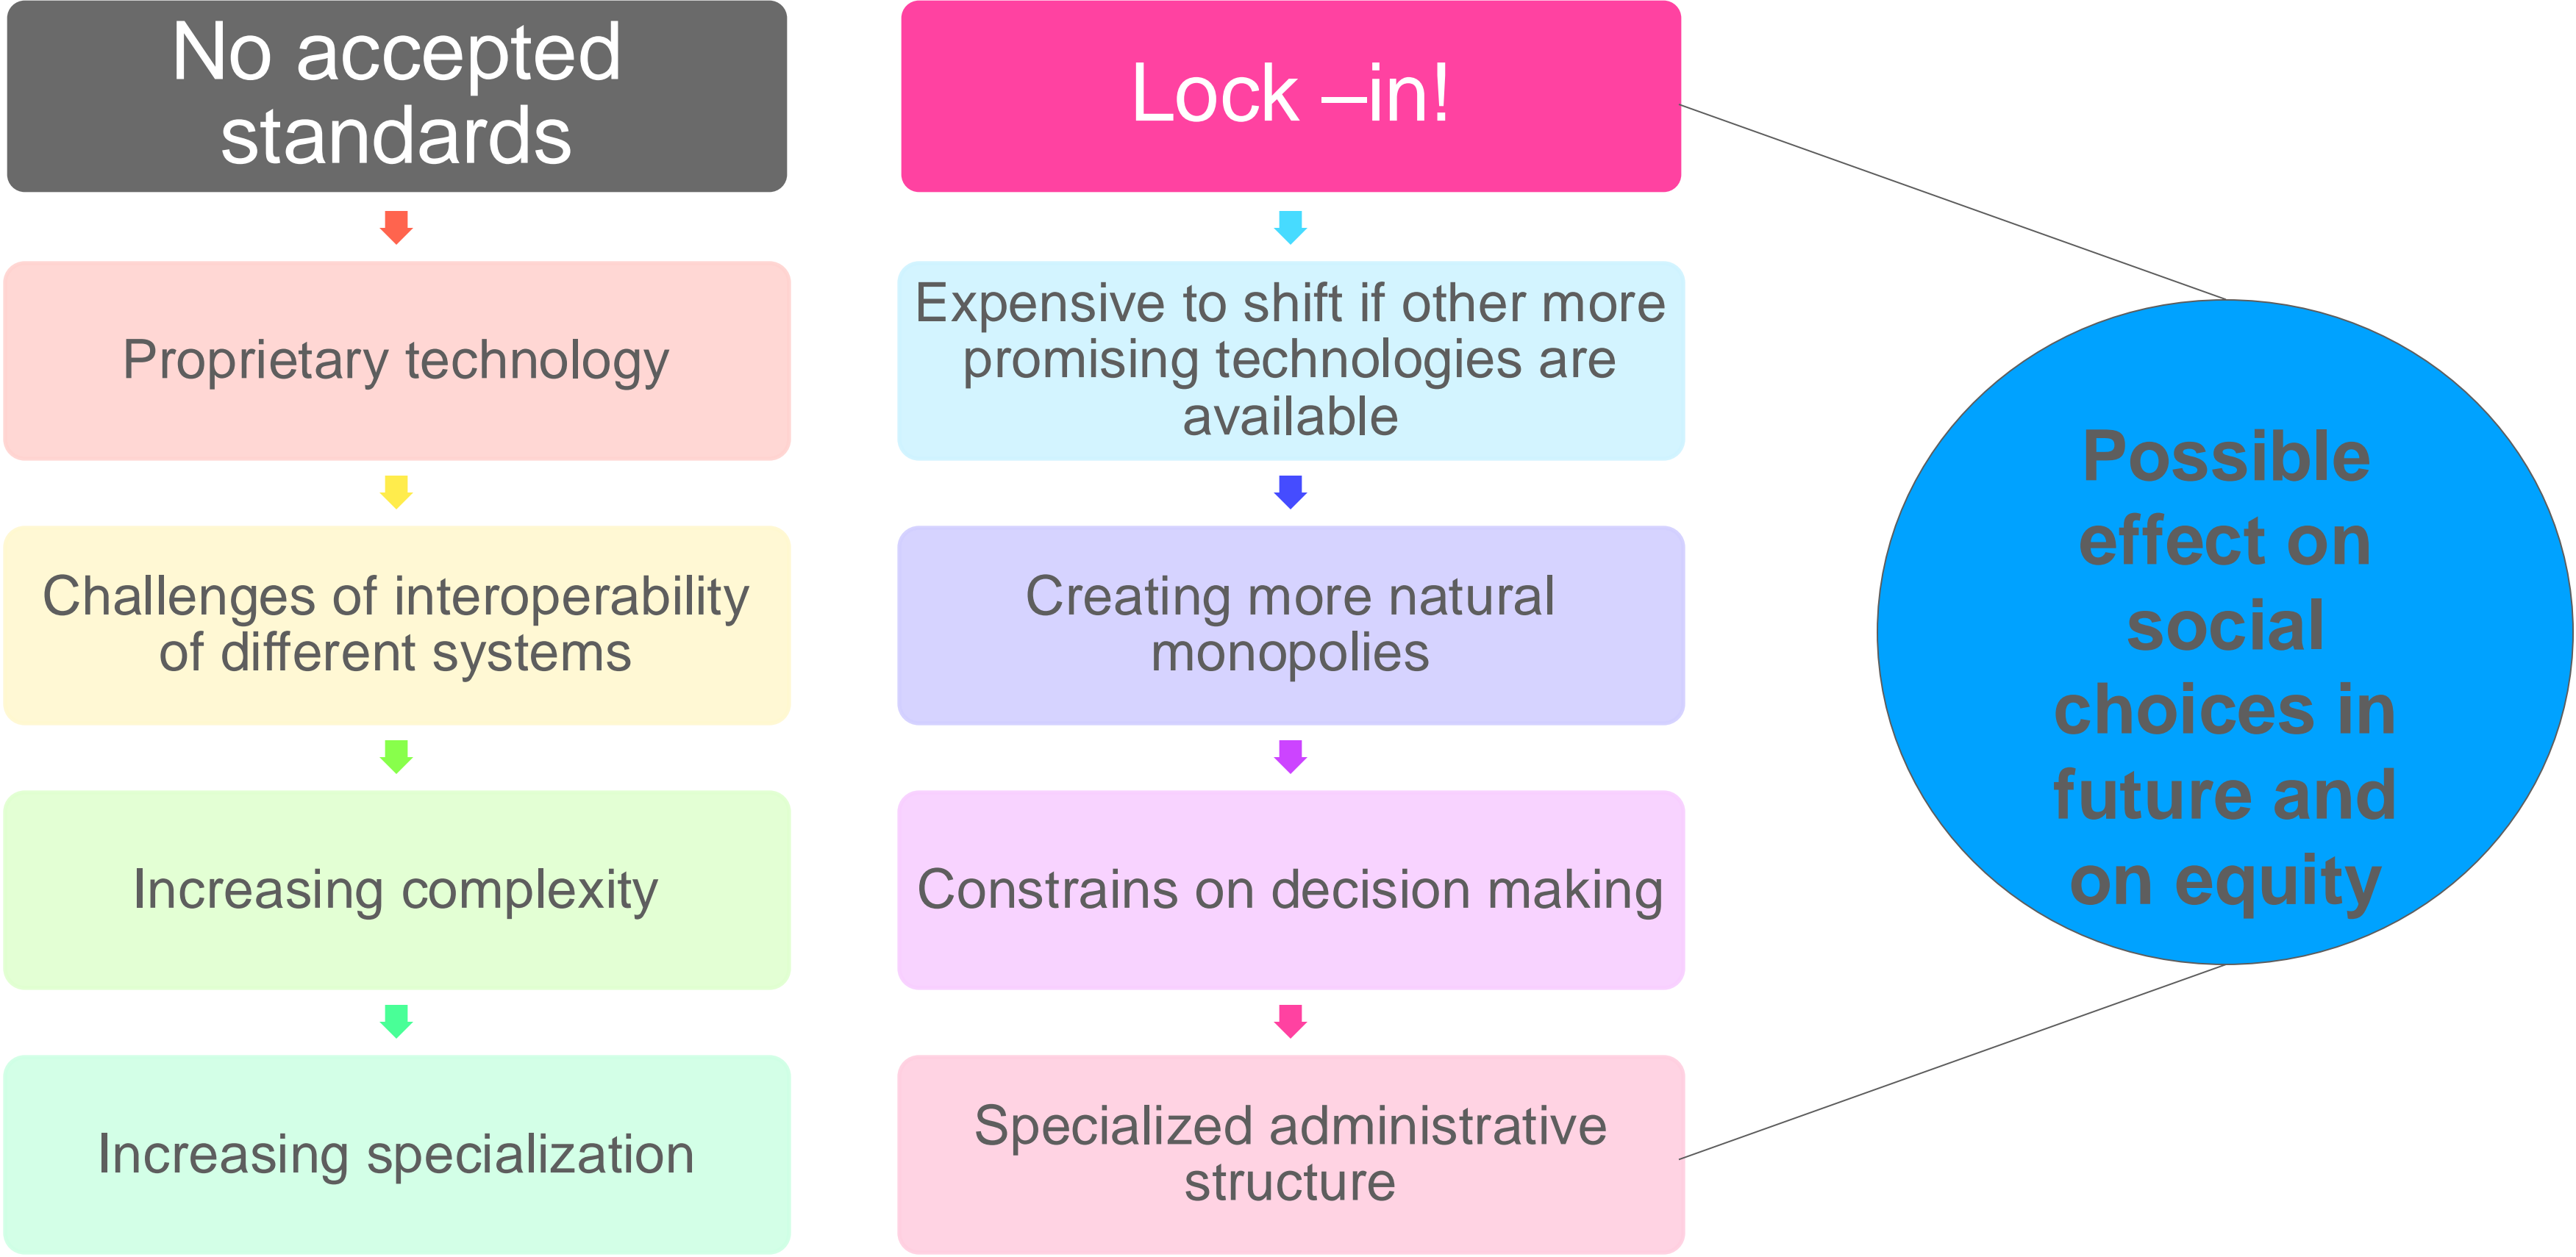 No accepted
standards
Proprietary technology
Challenges of interoperability
of different systems
Increasing complexity
Increasing specialization
Lock –in!
Expensive to shift if other more
promising technologies are
available
Creating more natural
monopolies
Constrains on decision making
Specialized administrative
structure
Possible
effect on
social
choices in
future and
on equity